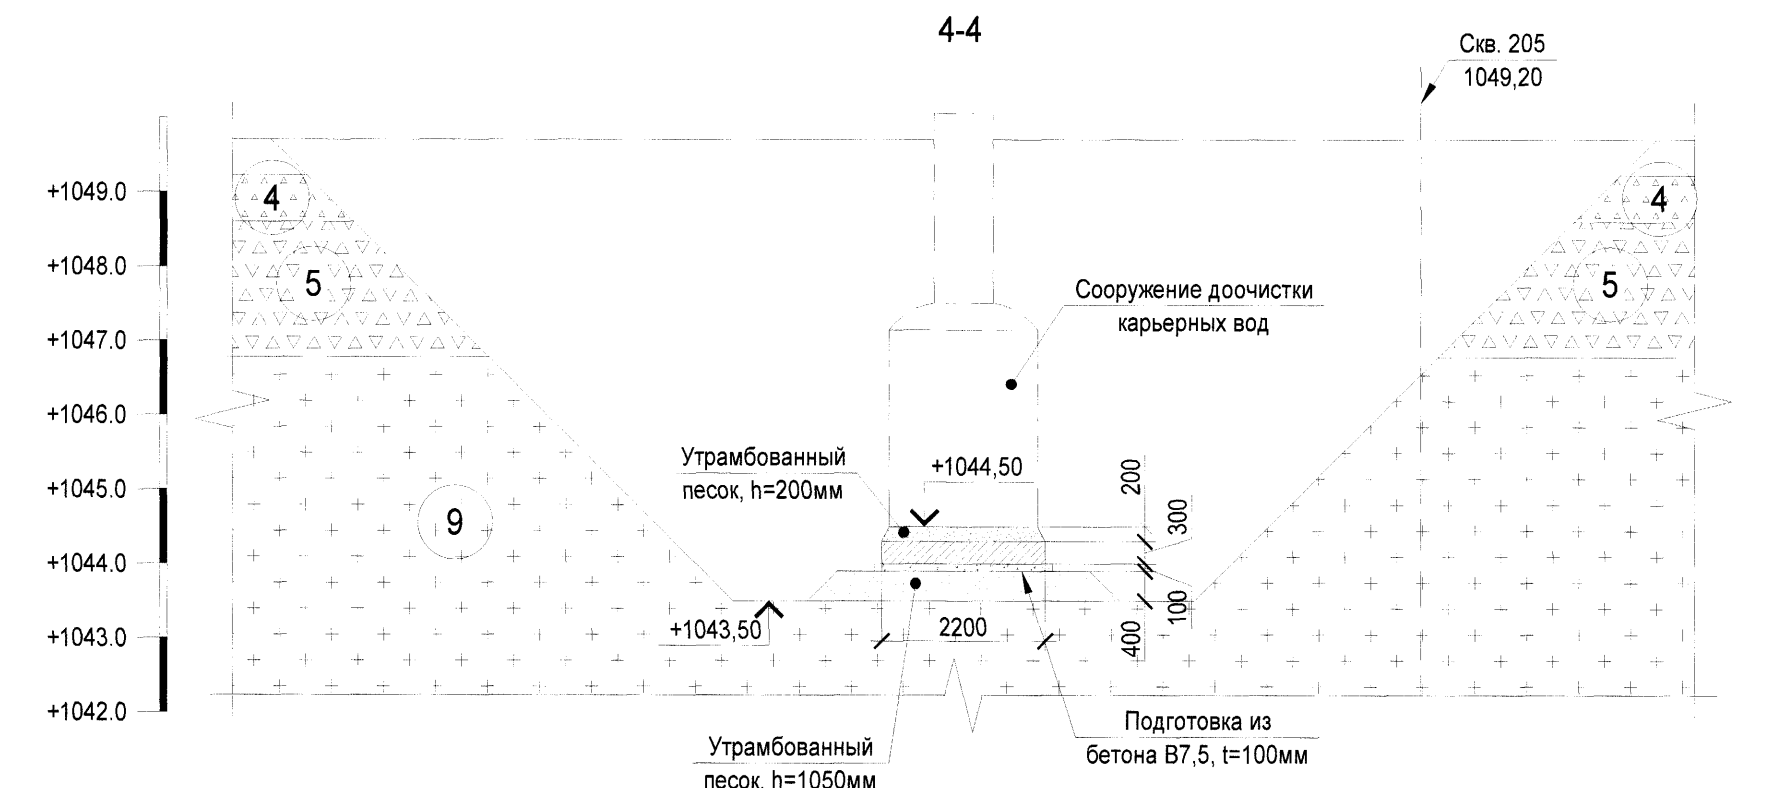 4-4
Скв. 205
1049,20
+1049.0
+1048.0
+1047.0
+1046.0
+1045.0
+1044.0
+1043.0
+1042.0
4
5
9
4
5
Сооружение доочистки
карьерных вод
Утрамбованный
песок, h=200мм
+1044,50
200
300
100
400
+1043,50
2200
Подготовка из
бетона В7,5, t=100мм
Утрамбованный
песок, h=1050мм